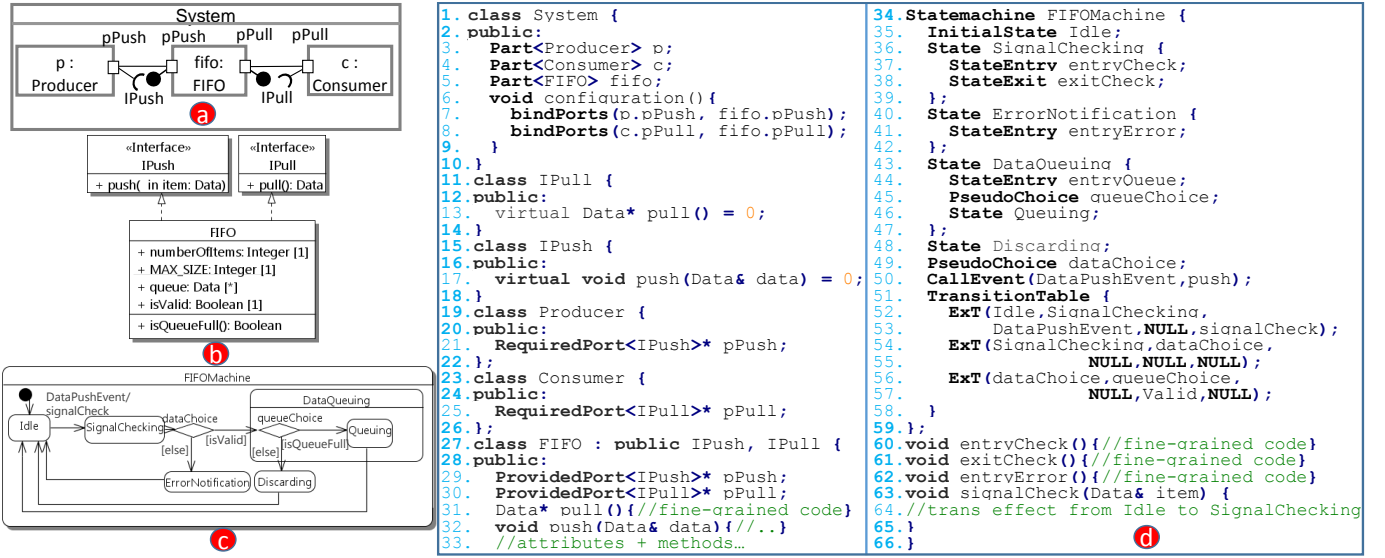 System
pPush pPush pPull pPull
p :
Producer
fifo:
FIFO
c :
Consumer
IPush
IPull
a
«Interface»
IPush
+ push( in item: Data)
«Interface»
IPull
+ pull(): Data
FIFO
+ numberOfItems: Integer [1]
+ MAX_SIZE: Integer [1]
+ queue: Data [*]
+ isValid: Boolean [1]
+ isQueueFull(): Boolean
b
FIFOMachine
DataPushEvent/
signalCheck
Idle
SignalChecking
dataChoice
[isValid]
[else]
ErrorNotification
DataQueuing
queueChoice
Queuing
[isQueueFull]
[else]
Discarding
c
1. class System {
2. public:
3. Part<Producer> p;
4. Part<Consumer> c;
5. Part<FIFO> fifo;
6. void configuration(){
7. bindPorts(p.pPush, fifo.pPush);
8. bindPorts(c.pPull, fifo.pPull);
9. }
10.}
11.class IPull {
12.public:
13. virtual Data* pull() = 0;
14.}
15.class IPush {
16.public:
17. virtual void push(Data& data) = 0;
18.}
19.class Producer {
20.public:
21. RequiredPort<IPush>* pPush;
22.};
23.class Consumer {
24.public:
25. RequiredPort<IPull>* pPull;
26.};
27.class FIFO : public IPush, IPull {
28.public:
29. ProvidedPort<IPush>* pPush;
30. ProvidedPort<IPull>* pPull;
31. Data* pull(){//fine-grained code}
32. void push(Data& data){//..}
33. //attributes + methods…
34.Statemachine FIFOMachine {
35. InitialState Idle;
36. State SignalChecking {
37. StateEntry entryCheck;
38. StateExit exitCheck;
39. };
40. State ErrorNotification {
41. StateEntry entryError;
42. };
43. State DataQueuing {
44. StateEntry entryQueue;
45. PseudoChoice queueChoice;
46. State Queuing;
47. };
48. State Discarding;
49. PseudoChoice dataChoice;
50. CallEvent(DataPushEvent,push);
51. TransitionTable {
52. ExT(Idle,SignalChecking,
53. DataPushEvent,NULL,signalCheck);
54. ExT(SignalChecking,dataChoice,
55. NULL,NULL,NULL);
56. ExT(dataChoice,queueChoice,
57. NULL,Valid,NULL);
58. }
59.};
60.void entryCheck(){//fine-grained code}
61.void exitCheck(){//fine-grained code}
62.void entryError(){//fine-grained code}
63.void signalCheck(Data& item) {
64.//trans effect from Idle to SignalChecking
65.}
66.}
d